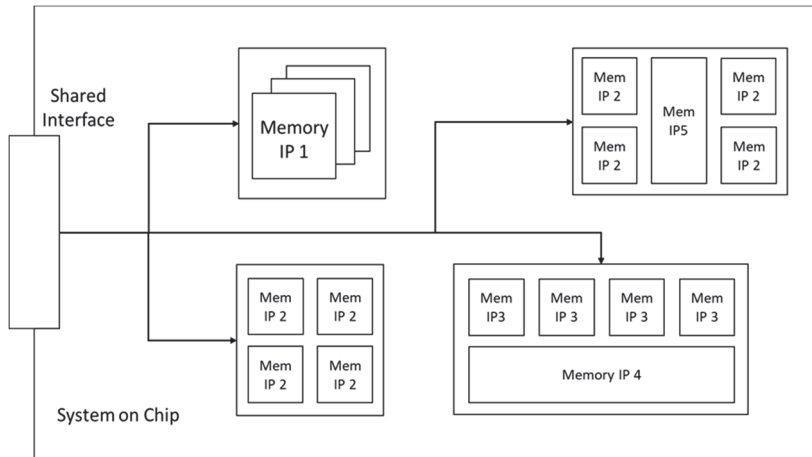 Shared
Interface
Memory
IP 1
Mem
IP 2
Mem
IP5
Mem
IP 2
Mem
IP 2
Mem
IP 2
Mem
IP 2
Mem
IP 2
Mem
IP 2
Mem
IP 2
Mem
IP3
Mem
IP 3
Mem
IP 3
Mem
IP 3
Memory IP 4
System on Chip